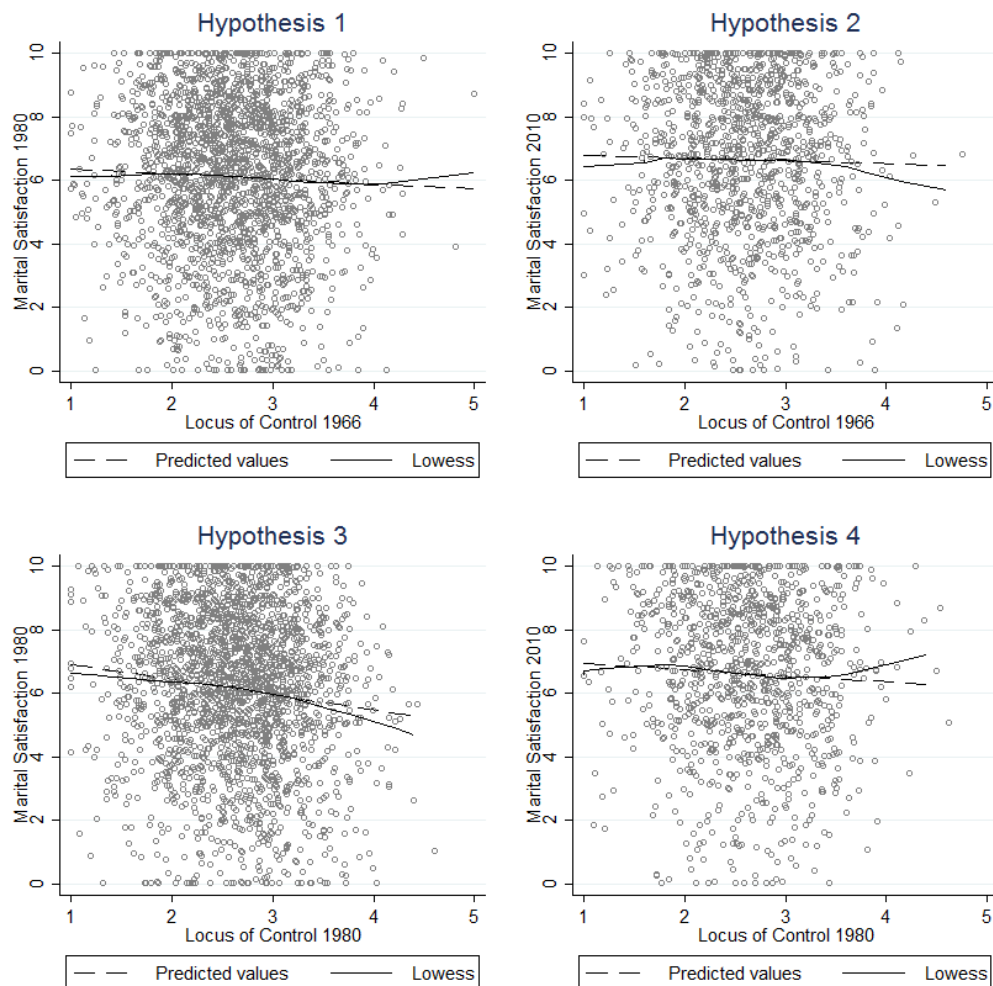 Hypothesis 1
Marital Satisfaction 1980
10
8
6
4
2
0
1 2 3 4 5
Locus of Control 1966
Predicted values Lowess
Hypothesis 2
Marital Satisfaction 2010
10
8
6
4
2
0
1 2 3 4 5
Locus of Control 1966
Predicted values Lowess
Hypothesis 3
Marital Satisfaction 1980
10
8
6
4
2
0
1 2 3 4 5
Locus of Control 1980
Predicted values Lowess
Hypothesis 4
Marital Satisfaction 2010
10
8
6
4
2
0
1 2 3 4 5
Locus of Control 1980
Predicted values Lowess